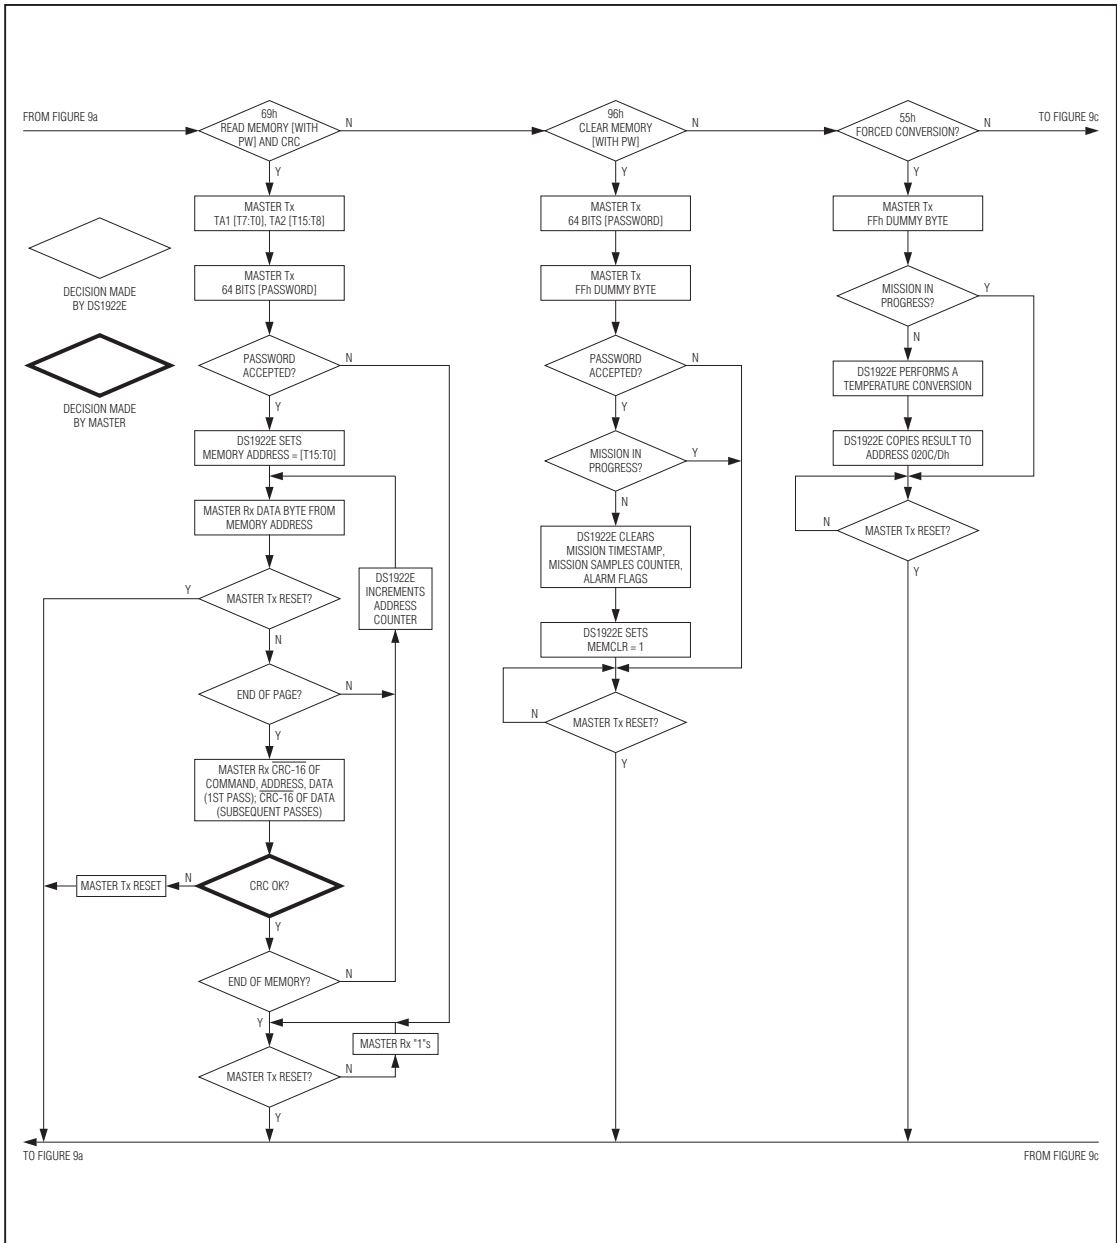 FROM FIGURE 9a
69h
READ MEMORY [WITH
PW] AND CRC
N
Y
MASTER Tx
TA1 [T7:T0], TA2 [T15:T8]
MASTER Tx
64 BITS [PASSWORD]
PASSWORD
ACCEPTED?
N
Y
DS1922E SETS
MEMORY ADDRESS = [T15:T0]
MASTER Rx DATA BYTE FROM
MEMORY ADDRESS
MASTER Tx RESET?
Y
N
DS1922E
INCREMENTS
ADDRESS
COUNTER
END OF PAGE?
N
Y
MASTER Rx CRC-16 OF
COMMAND, ADDRESS, DATA
(1ST PASS); CRC-16 OF DATA
(SUBSEQUENT PASSES)
CRC OK?
N
MASTER Tx RESET
Y
END OF MEMORY?
N
Y
MASTER Rx "1"s
MASTER Tx RESET?
N
Y
DECISION MADE
BY DS1922E
DECISION MADE
BY MASTER
96h
CLEAR MEMORY
[WITH PW]
N
Y
MASTER Tx
64 BITS [PASSWORD]
MASTER Tx
FFh DUMMY BYTE
PASSWORD
ACCEPTED?
N
Y
MISSION IN
PROGRESS?
Y
N
DS1922E CLEARS
MISSION TIMESTAMP,
MISSION SAMPLES COUNTER,
ALARM FLAGS
DS1922E SETS
MEMCLR = 1
MASTER Tx RESET?
N
Y
55h
FORCED CONVERSION?
N
TO FIGURE 9c
Y
MASTER Tx
FFh DUMMY BYTE
MISSION IN
PROGRESS?
Y
N
DS1922E PERFORMS A
TEMPERATURE CONVERSION
DS1922E COPIES RESULT TO
ADDRESS 020C/Dh
MASTER Tx RESET?
N
Y
TO FIGURE 9a
FROM FIGURE 9c